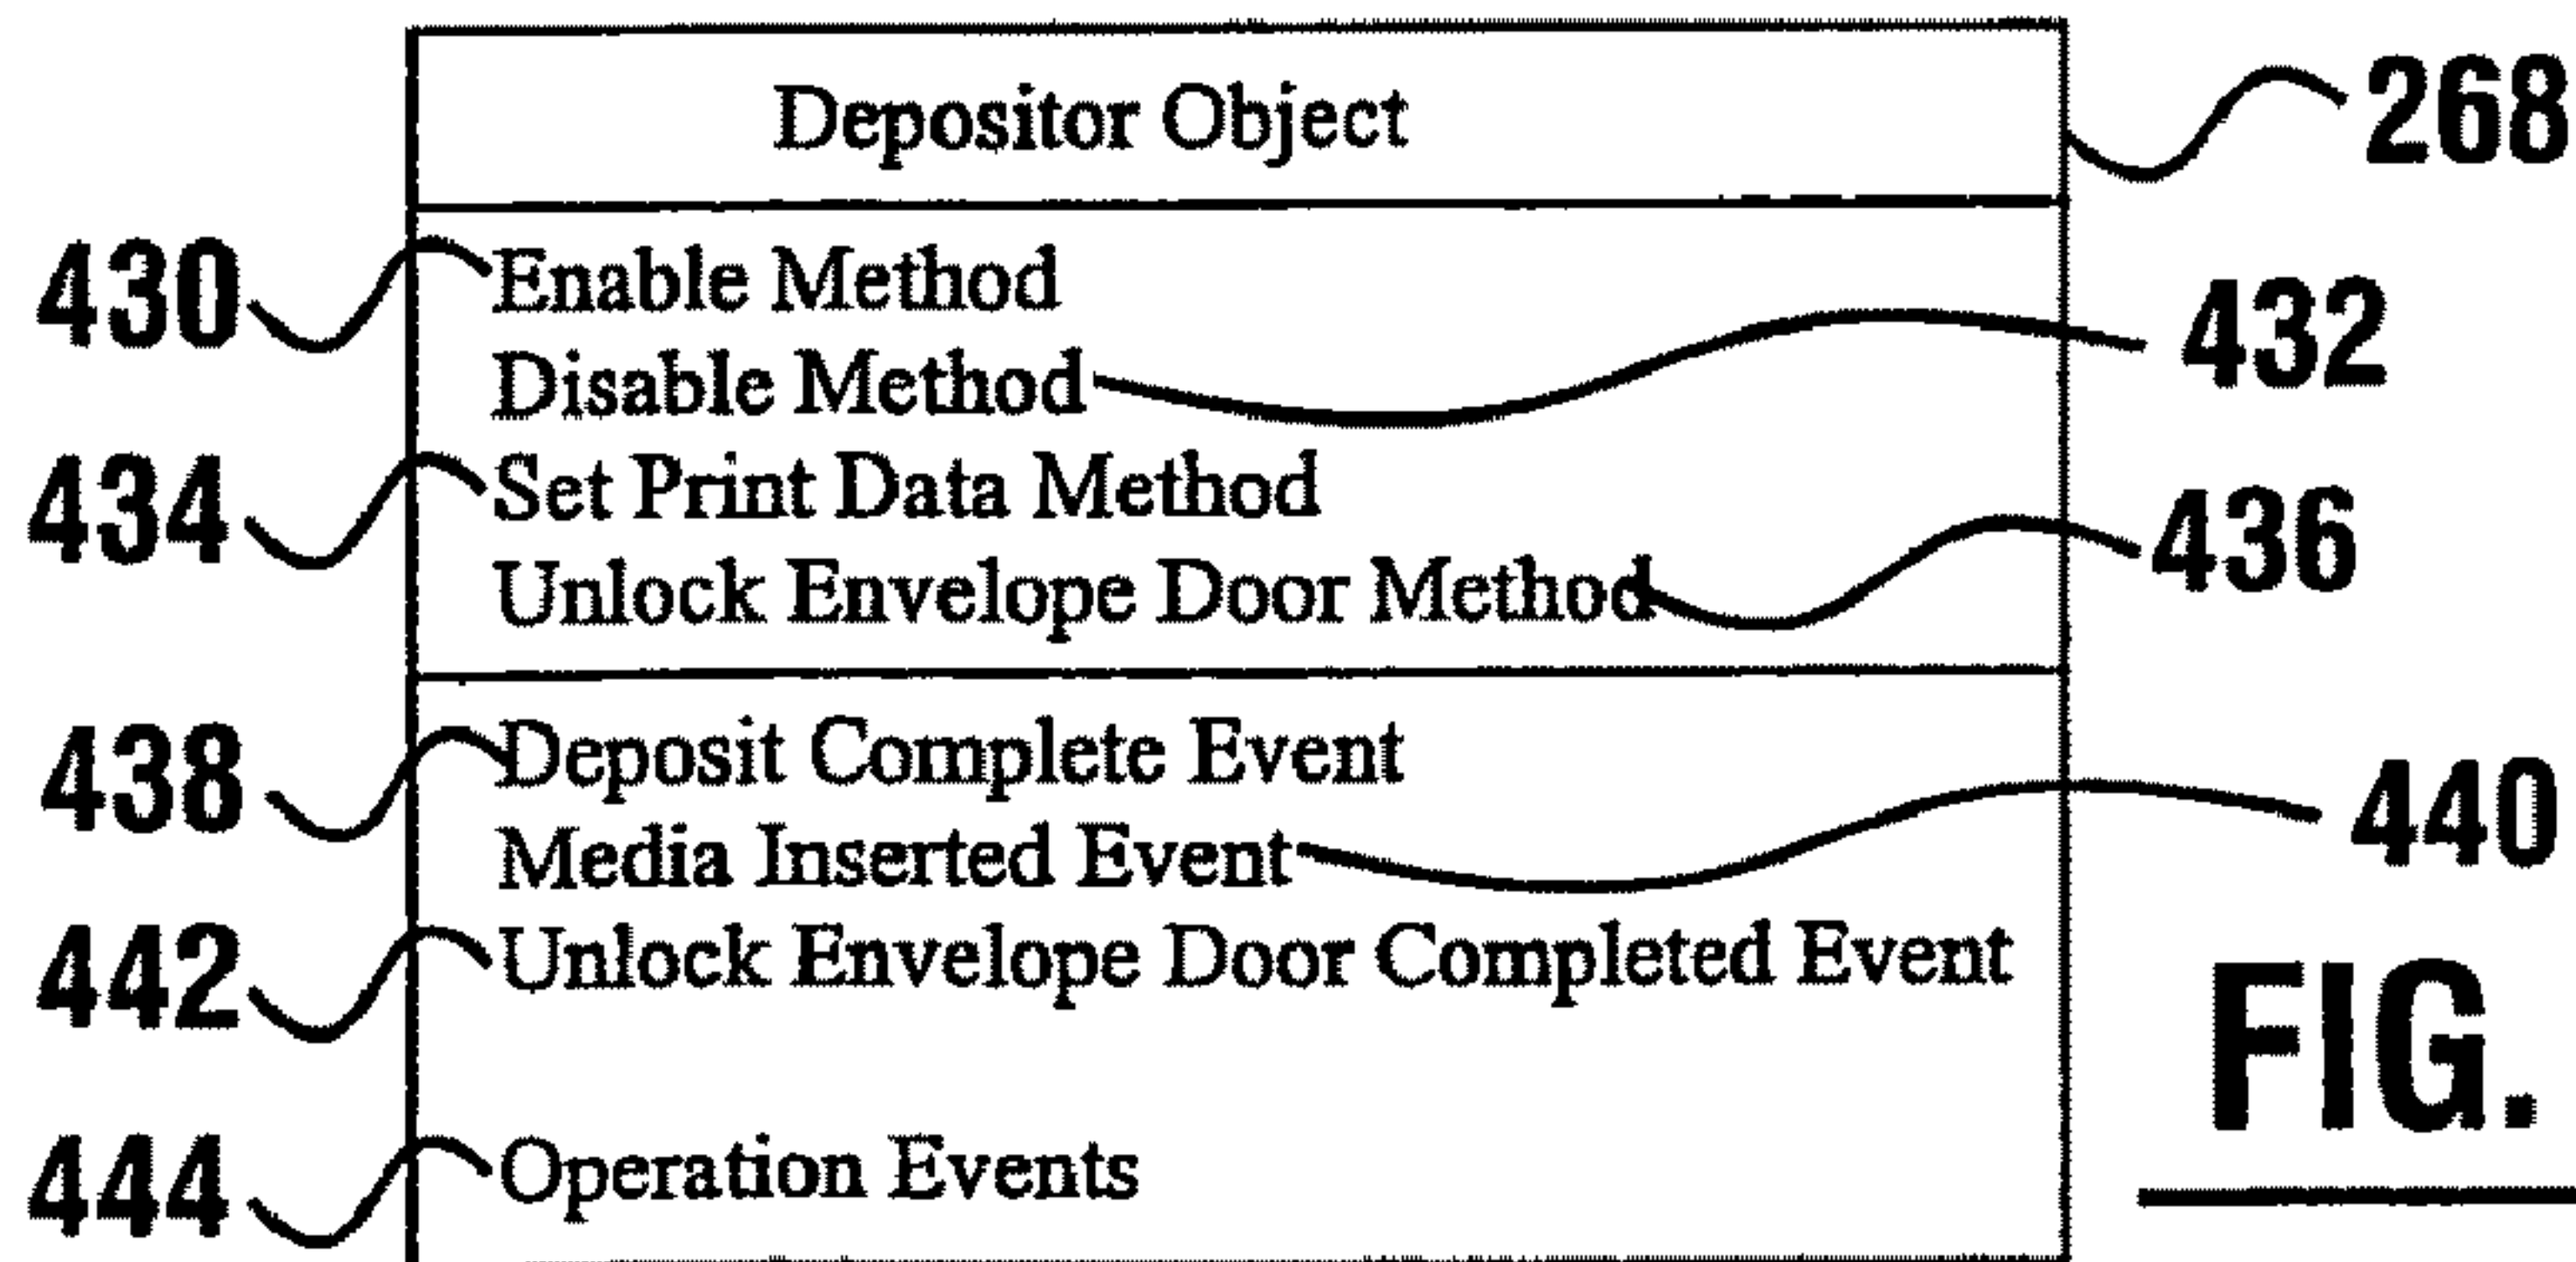 Depositor Object 268
430 Enable Method
Disable Method 432
434 Set Print Data Method
Unlock Envelope Door Method 436
438 Deposit Complete Event
Media Inserted Event 440
442 Unlock Envelope Door Completed Event
FIG.
444 Operation Events